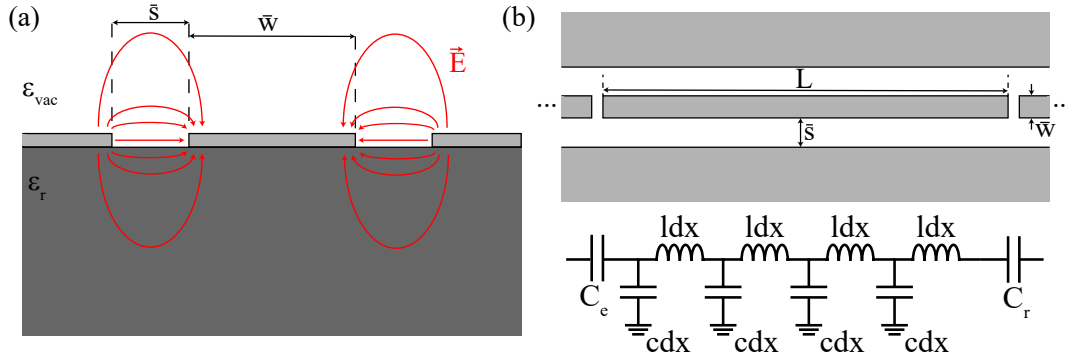 (a)
s̄
w̄
E⃗
ε_vac
ε_r
(b)
L
...
...
s̄
w̄
ldx ldx ldx ldx
C_e
C_r
cdx cdx cdx cdx